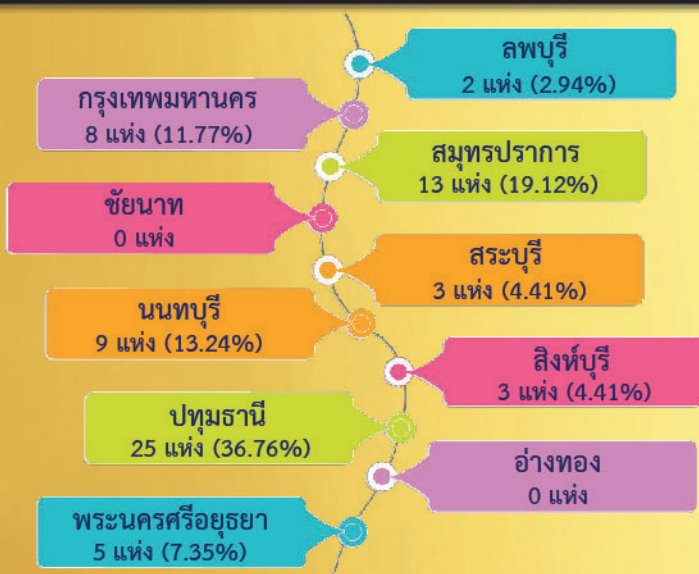 ลพบุรี
2 แห่ง (2.94%)
กรุงเทพมหานคร
8 แห่ง (11.77%)
สมุทรปราการ
13 แห่ง (19.12%)
ชัยนาท
0 แห่ง
สระบุรี
3 แห่ง (4.41%)
นนทบุรี
9 แห่ง (13.24%)
สิงห์บุรี
3 แห่ง (4.41%)
ปทุมธานี
25 แห่ง (36.76%)
อ่างทอง
0 แห่ง
พระนครศรีอยุธยา
5 แห่ง (7.35%)